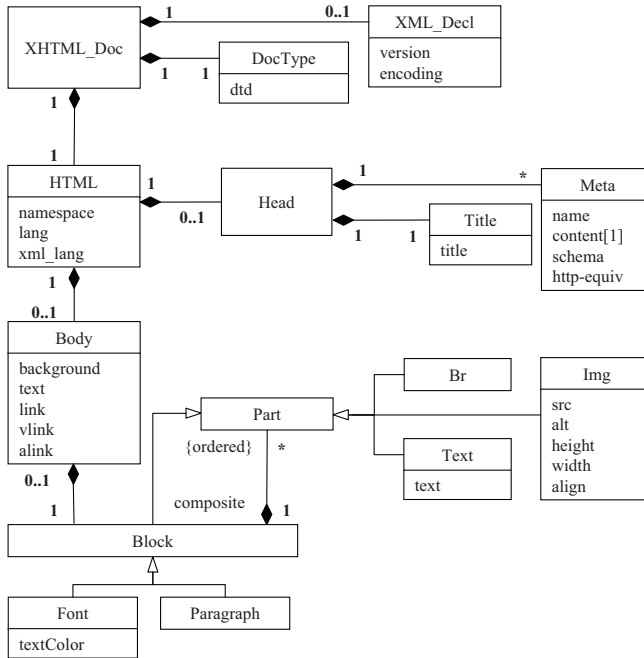 XHTML_Doc
1
0..1
XML_Decl
version
encoding
1
1
DocType
dtd
1
1
HTML
namespace
lang
xml_lang
1
0..1
Head
1
*
Meta
name
content[1]
schema
http-equiv
1
1
Title
title
1
0..1
Body
background
text
link
vlink
alink
Part
{ordered}
*
composite
1
Br
Text
text
Img
src
alt
height
width
align
0..1
1
Block
Font
textColor
Paragraph